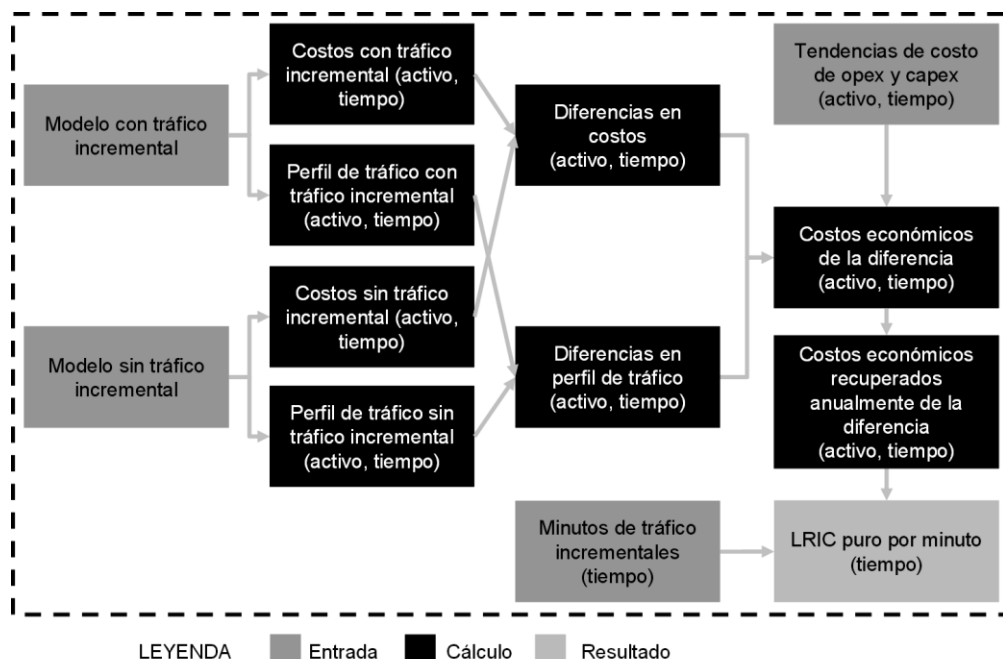 Modelo con tráfico
incremental
Modelo sin tráfico
incremental
Costos con tráfico
incremental (activo,
tiempo)
Perfil de tráfico con
tráfico incremental
(activo, tiempo)
Costos sin tráfico
incremental (activo,
tiempo)
Perfil de tráfico sin
tráfico incremental
(activo, tiempo)
Diferencias en
costos
(activo, tiempo)
Diferencias en
perfil de tráfico
(activo, tiempo)
Minutos de tráfico
incrementales
(tiempo)
Tendencias de costo
de opex y capex
(activo, tiempo)
Costos económicos
de la diferencia
(activo, tiempo)
Costos económicos
recuperados
anualmente de la
diferencia
(activo, tiempo)
LRIC puro por minuto
(tiempo)
LEYENDA Entrada Cálculo Resultado